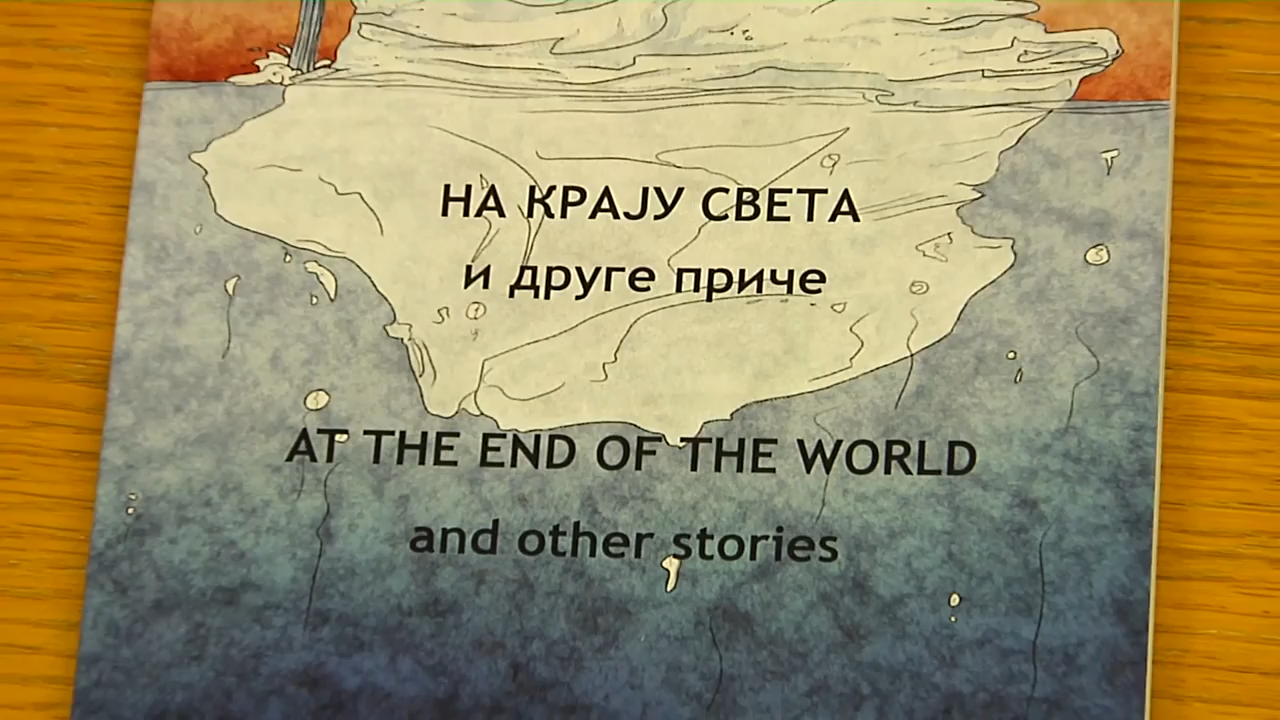 НА КРАЈУ СВЕТА
и друге приче
AT THE END OF THE WORLD
and other stories